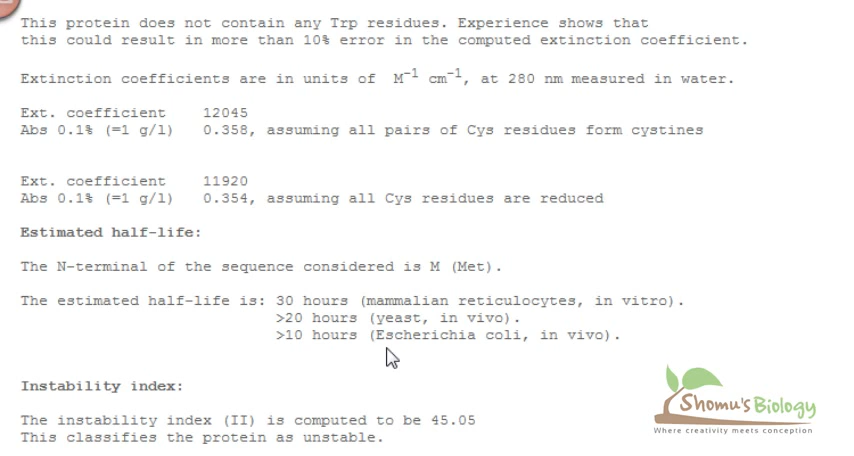 This protein does not contain any Trp residues. Experience shows that
this could result in more than 10% error in the computed extinction coefficient.
Extinction coefficients are in units of M⁻¹ cm⁻¹, at 280 nm measured in water.
Ext. coefficient 12045
Abs 0.1% (=1 g/l) 0.358, assuming all pairs of Cys residues form cystines
Ext. coefficient 11920
Abs 0.1% (=1 g/l) 0.354, assuming all Cys residues are reduced
Estimated half-life:
The N-terminal of the sequence considered is M (Met).
The estimated half-life is: 30 hours (mammalian reticulocytes, in vitro).
>20 hours (yeast, in vivo).
>10 hours (Escherichia coli, in vivo).
Instability index:
The instability index (II) is computed to be 45.05
This classifies the protein as unstable.
Shomu's Biology
Where creativity meets conception